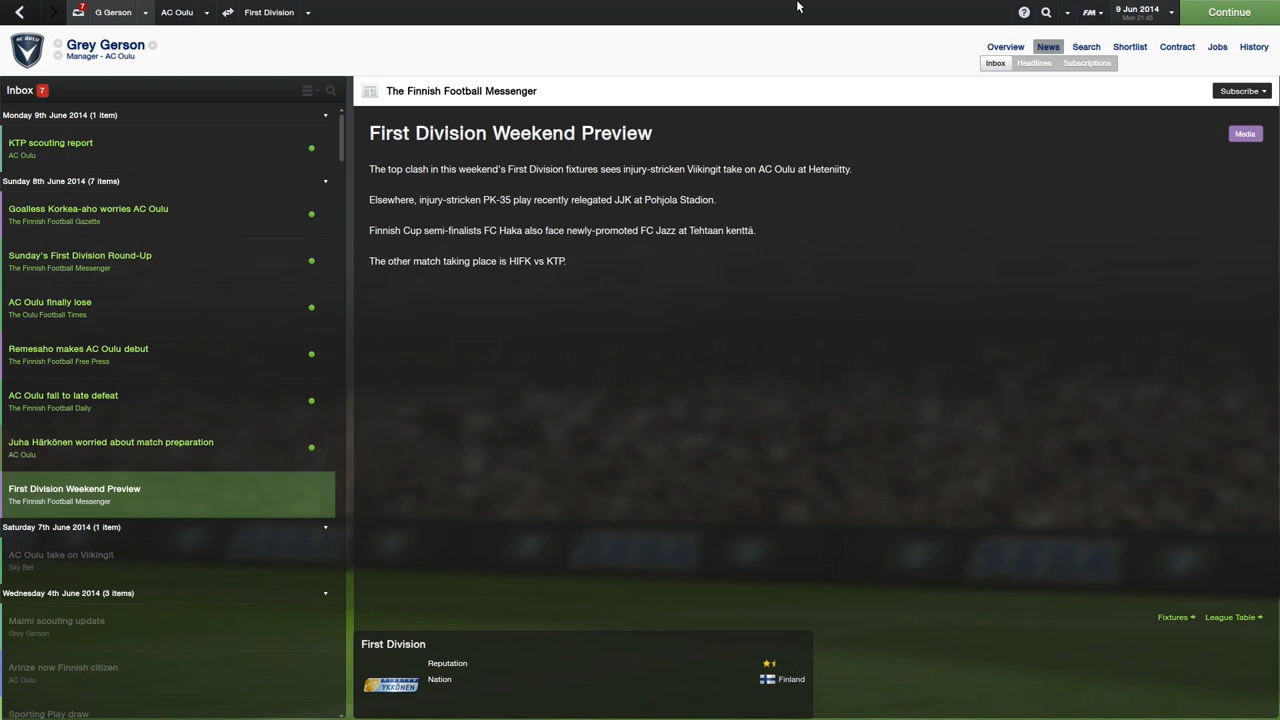 7
G Gerson
AC Oulu
First Division
FM
9 Jun 2014
Mon 21:45
Continue
AC OULU
Grey Gerson
Manager - AC Oulu
Overview
News
Search
Shortlist
Contract
Jobs
History
Inbox
Headlines
Subscriptions
Inbox 7
Monday 9th June 2014 (1 item)
KTP scouting report
AC Oulu
Sunday 8th June 2014 (7 items)
Goalless Korkea-aho worries AC Oulu
The Finnish Football Gazette
Sunday's First Division Round-Up
The Finnish Football Messenger
AC Oulu finally lose
The Oulu Football Times
Remesaho makes AC Oulu debut
The Finnish Football Free Press
AC Oulu fall to late defeat
The Finnish Football Daily
Juha Härkönen worried about match preparation
AC Oulu
First Division Weekend Preview
The Finnish Football Messenger
Saturday 7th June 2014 (1 item)
AC Oulu take on Viikingit
Sky Bet
Wednesday 4th June 2014 (3 items)
Malmi scouting update
Grey Gerson
Arinze now Finnish citizen
AC Oulu
Sporting Play draw
The Finnish Football Messenger
Subscribe
First Division Weekend Preview
Media
The top clash in this weekend's First Division fixtures sees injury-stricken Viikingit take on AC Oulu at Heteniitty.
Elsewhere, injury-stricken PK-35 play recently relegated JJK at Pohjola Stadion.
Finnish Cup semi-finalists FC Haka also face newly-promoted FC Jazz at Tehtaan kenttä.
The other match taking place is HIFK vs KTP.
Fixtures
League Table
First Division
Reputation
Nation
Finland
YKKÖNEN